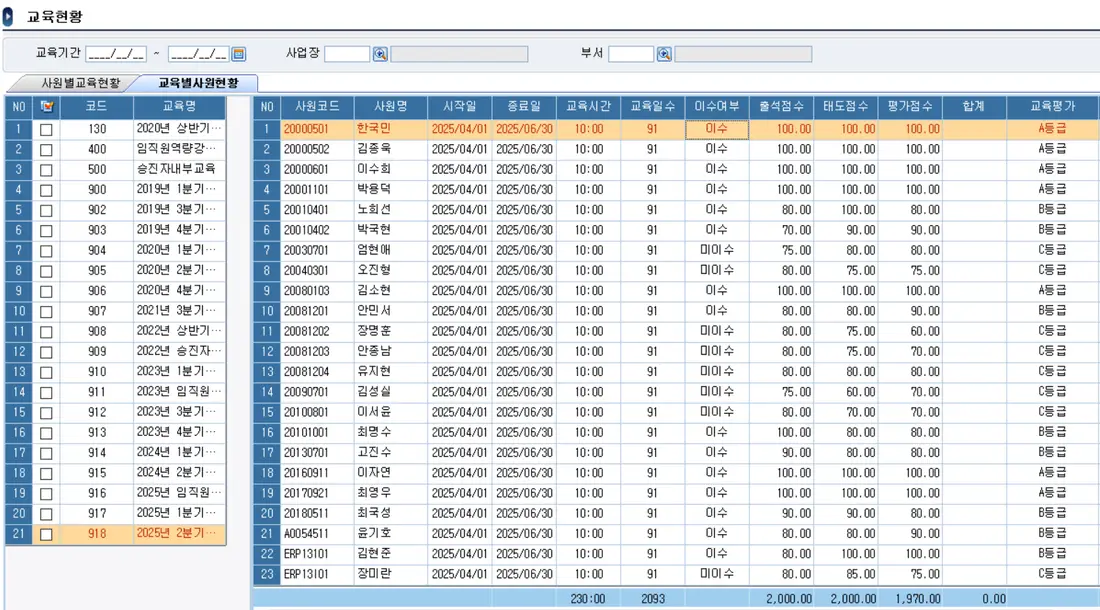 교육현황
교육기간 ____/__/__ ~ ____/__/__ 사업장 부서
사원별교육현황 교육별사원현황
NO 코드 교육명
1 130 2020년 상반기…
2 400 임직원역량강…
3 500 승진자내부교육
4 900 2019년 1분기…
5 902 2019년 3분기…
6 903 2019년 4분기…
7 904 2020년 1분기…
8 905 2020년 2분기…
9 906 2020년 4분기…
10 907 2021년 3분기…
11 908 2022년 상반기…
12 909 2022년 승진자…
13 910 2023년 1분기…
14 911 2023년 임직원…
15 912 2023년 3분기…
16 913 2023년 4분기…
17 914 2024년 1분기…
18 915 2024년 2분기…
19 916 2025년 임직원…
20 917 2025년 1분기…
21 918 2025년 2분기…
NO 사원코드 사원명 시작일 종료일 교육시간 교육일수 이수여부 출석점수 태도점수 평가점수 합계 교육평가
1 20000501 한국민 2025/04/01 2025/06/30 10:00 91 이수 100.00 100.00 100.00 A등급
2 20000502 김종욱 2025/04/01 2025/06/30 10:00 91 이수 100.00 100.00 100.00 A등급
3 20000601 이수희 2025/04/01 2025/06/30 10:00 91 이수 100.00 100.00 100.00 A등급
4 20001101 박용덕 2025/04/01 2025/06/30 10:00 91 이수 100.00 100.00 100.00 A등급
5 20010401 노희선 2025/04/01 2025/06/30 10:00 91 이수 80.00 100.00 80.00 B등급
6 20010402 박국현 2025/04/01 2025/06/30 10:00 91 이수 70.00 90.00 90.00 B등급
7 20030701 엄현애 2025/04/01 2025/06/30 10:00 91 미이수 75.00 80.00 80.00 C등급
8 20040301 오진형 2025/04/01 2025/06/30 10:00 91 미이수 80.00 75.00 75.00 C등급
9 20080103 김소현 2025/04/01 2025/06/30 10:00 91 이수 100.00 100.00 100.00 A등급
10 20081201 안민서 2025/04/01 2025/06/30 10:00 91 이수 80.00 80.00 90.00 B등급
11 20081202 장명훈 2025/04/01 2025/06/30 10:00 91 미이수 80.00 75.00 60.00 C등급
12 20081203 안종남 2025/04/01 2025/06/30 10:00 91 미이수 80.00 75.00 70.00 C등급
13 20081204 유지현 2025/04/01 2025/06/30 10:00 91 미이수 80.00 80.00 80.00 C등급
14 20090701 김성실 2025/04/01 2025/06/30 10:00 91 미이수 75.00 60.00 70.00 C등급
15 20100801 이서윤 2025/04/01 2025/06/30 10:00 91 미이수 80.00 70.00 70.00 C등급
16 20101001 최명수 2025/04/01 2025/06/30 10:00 91 이수 100.00 80.00 80.00 B등급
17 20130701 고진수 2025/04/01 2025/06/30 10:00 91 이수 90.00 80.00 80.00 B등급
18 20160911 이자연 2025/04/01 2025/06/30 10:00 91 이수 100.00 100.00 100.00 A등급
19 20170921 최영우 2025/04/01 2025/06/30 10:00 91 이수 100.00 100.00 100.00 A등급
20 20180511 최국성 2025/04/01 2025/06/30 10:00 91 이수 90.00 90.00 80.00 B등급
21 A0054511 윤기호 2025/04/01 2025/06/30 10:00 91 이수 80.00 80.00 90.00 B등급
22 ERP13101 김현준 2025/04/01 2025/06/30 10:00 91 이수 80.00 100.00 80.00 B등급
23 ERP13I01 장미란 2025/04/01 2025/06/30 10:00 91 미이수 80.00 85.00 75.00 C등급
230:00 2093 2,000.00 2,000.00 1,970.00 0.00